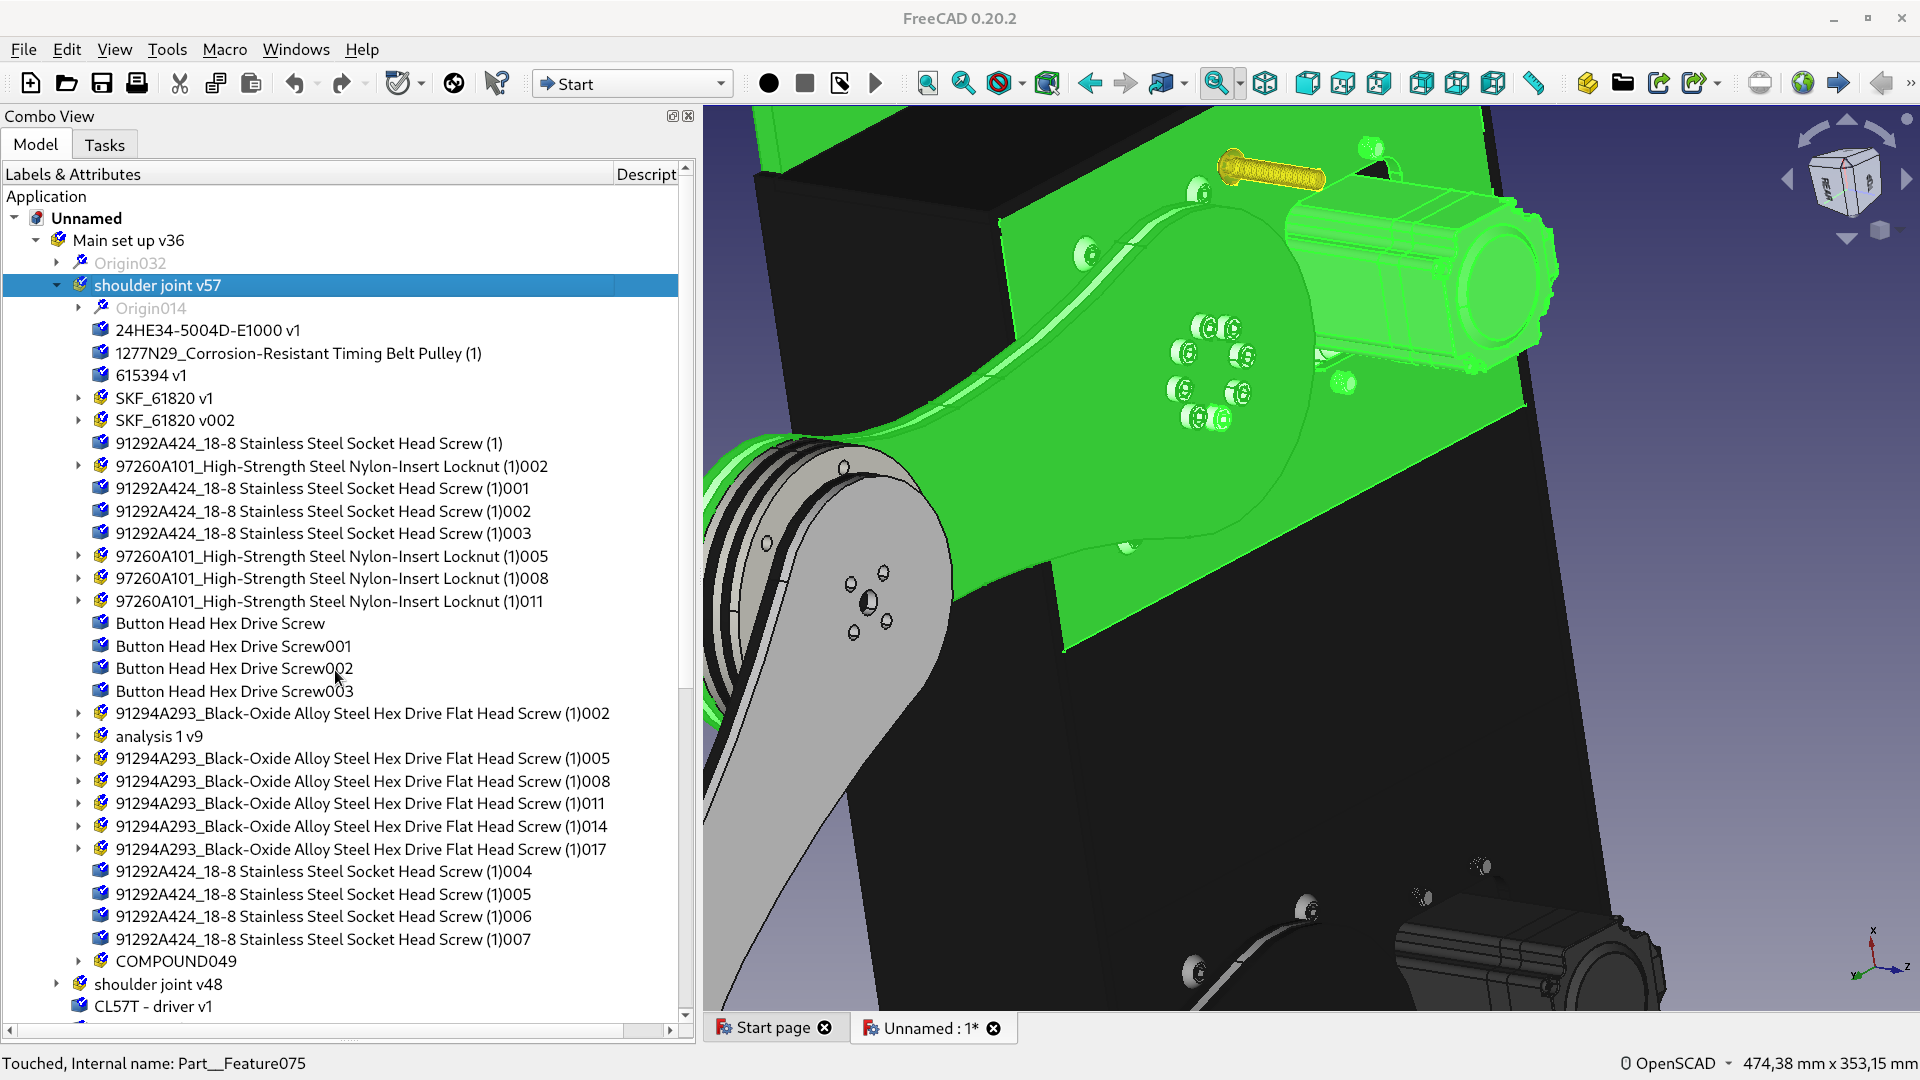 FreeCAD 0.20.2
File Edit View Tools Macro Windows Help
Start
Combo View
Model Tasks
Labels & Attributes Descript
Application
Unnamed
Main set up v36
Origin032
shoulder joint v57
Origin014
24HE34-5004D-E1000 v1
1277N29_Corrosion-Resistant Timing Belt Pulley (1)
615394 v1
SKF_61820 v1
SKF_61820 v002
91292A424_18-8 Stainless Steel Socket Head Screw (1)
97260A101_High-Strength Steel Nylon-Insert Locknut (1)002
91292A424_18-8 Stainless Steel Socket Head Screw (1)001
91292A424_18-8 Stainless Steel Socket Head Screw (1)002
91292A424_18-8 Stainless Steel Socket Head Screw (1)003
97260A101_High-Strength Steel Nylon-Insert Locknut (1)005
97260A101_High-Strength Steel Nylon-Insert Locknut (1)008
97260A101_High-Strength Steel Nylon-Insert Locknut (1)011
Button Head Hex Drive Screw
Button Head Hex Drive Screw001
Button Head Hex Drive Screw002
Button Head Hex Drive Screw003
91294A293_Black-Oxide Alloy Steel Hex Drive Flat Head Screw (1)002
analysis 1 v9
91294A293_Black-Oxide Alloy Steel Hex Drive Flat Head Screw (1)005
91294A293_Black-Oxide Alloy Steel Hex Drive Flat Head Screw (1)008
91294A293_Black-Oxide Alloy Steel Hex Drive Flat Head Screw (1)011
91294A293_Black-Oxide Alloy Steel Hex Drive Flat Head Screw (1)014
91294A293_Black-Oxide Alloy Steel Hex Drive Flat Head Screw (1)017
91292A424_18-8 Stainless Steel Socket Head Screw (1)004
91292A424_18-8 Stainless Steel Socket Head Screw (1)005
91292A424_18-8 Stainless Steel Socket Head Screw (1)006
91292A424_18-8 Stainless Steel Socket Head Screw (1)007
COMPOUND049
shoulder joint v48
CL57T - driver v1
REAR
X
Y
Z
Start page
Unnamed : 1*
Touched, Internal name: Part__Feature075
OpenSCAD
474,38 mm x 353,15 mm